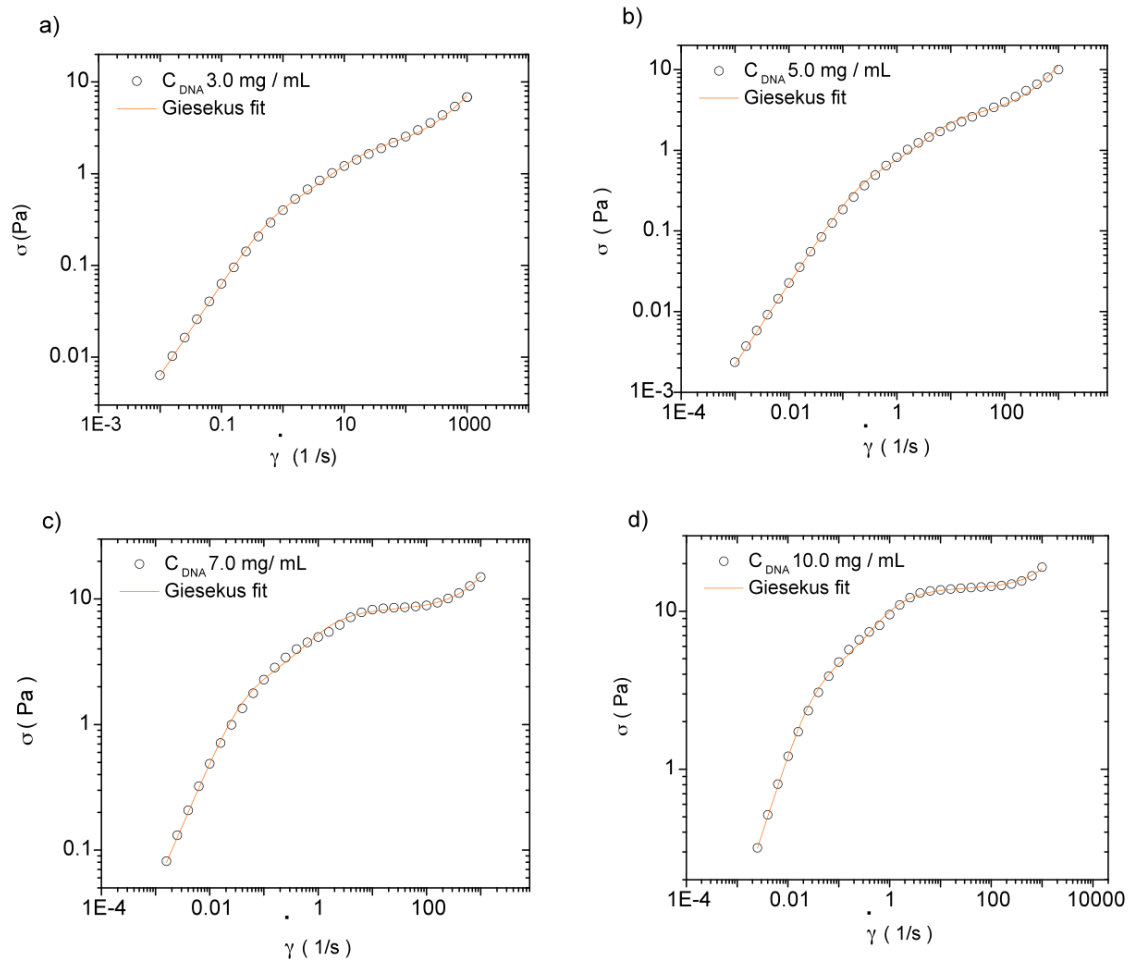 a)
C DNA 3.0 mg / mL
Giesekus fit
10
1
0.1
0.01
σ (Pa)
1E-3 0.1 10 1000
γ̇ (1 /s)
b)
C DNA 5.0 mg / mL
Giesekus fit
10
1
0.1
0.01
1E-3
σ ( Pa )
1E-4 0.01 1 100
γ̇ ( 1/s )
c)
C DNA 7.0 mg/ mL
Giesekus fit
10
1
0.1
σ ( Pa )
1E-4 0.01 1 100
γ̇ ( 1/s )
d)
C DNA 10.0 mg / mL
Giesekus fit
10
1
σ ( Pa)
1E-4 0.01 1 100 10000
γ̇ ( 1/s )